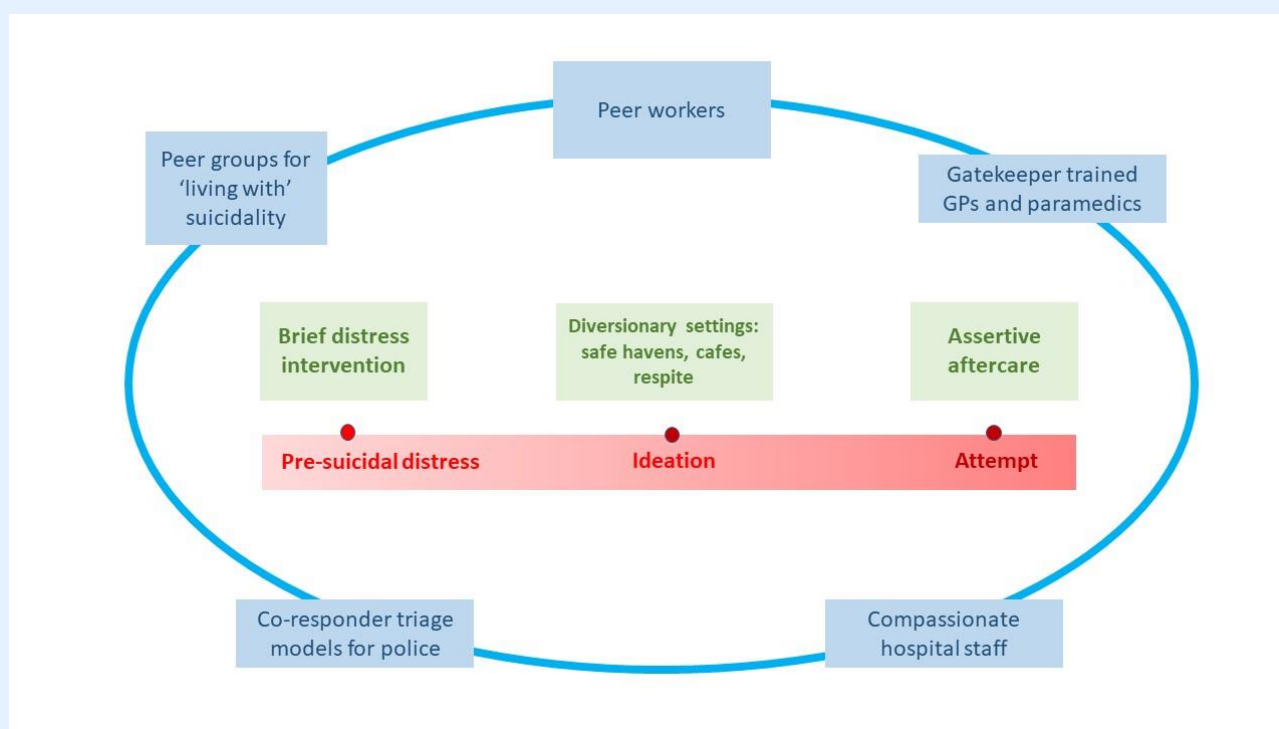 Peer workers
Peer groups for
‘living with’
suicidality
Gatekeeper trained
GPs and paramedics
Brief distress
intervention
Diversionary settings:
safe havens, cafes,
respite
Assertive
aftercare
Pre-suicidal distress
Ideation
Attempt
Co-responder triage
models for police
Compassionate
hospital staff